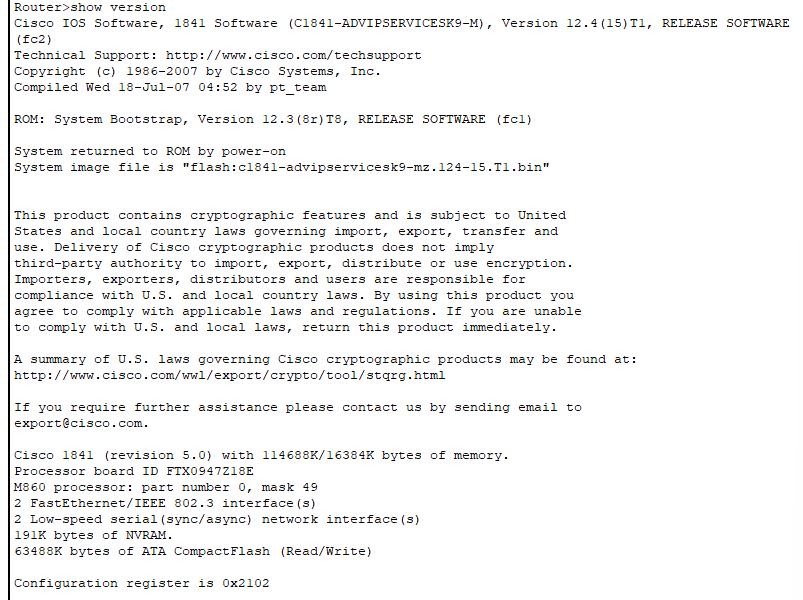 Router>show version
Cisco IOS Software, 1841 Software (C1841-ADVIPSERVICESK9-M), Version 12.4(15)T1, RELEASE SOFTWARE
(fc2)
Technical Support: http://www.cisco.com/techsupport
Copyright (c) 1986-2007 by Cisco Systems, Inc.
Compiled Wed 18-Jul-07 04:52 by pt_team
ROM: System Bootstrap, Version 12.3(8r)T8, RELEASE SOFTWARE (fc1)
System returned to ROM by power-on
System image file is "flash:c1841-advipservicesk9-mz.124-15.T1.bin"
This product contains cryptographic features and is subject to United
States and local country laws governing import, export, transfer and
use. Delivery of Cisco cryptographic products does not imply
third-party authority to import, export, distribute or use encryption.
Importers, exporters, distributors and users are responsible for
compliance with U.S. and local country laws. By using this product you
agree to comply with applicable laws and regulations. If you are unable
to comply with U.S. and local laws, return this product immediately.
A summary of U.S. laws governing Cisco cryptographic products may be found at:
http://www.cisco.com/wwl/export/crypto/tool/stqrg.html
If you require further assistance please contact us by sending email to
export@cisco.com.
Cisco 1841 (revision 5.0) with 114688K/16384K bytes of memory.
Processor board ID FTX0947Z18E
M860 processor: part number 0, mask 49
2 FastEthernet/IEEE 802.3 interface(s)
2 Low-speed serial(sync/async) network interface(s)
191K bytes of NVRAM.
63488K bytes of ATA CompactFlash (Read/Write)
Configuration register is 0x2102